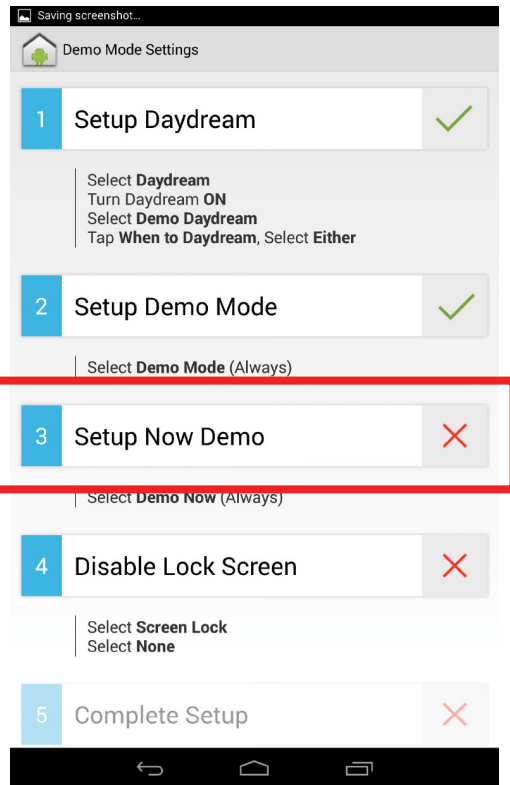 Saving screenshot...
Demo Mode Settings
1 Setup Daydream
Select Daydream
Turn Daydream ON
Select Demo Daydream
Tap When to Daydream, Select Either
2 Setup Demo Mode
Select Demo Mode (Always)
3 Setup Now Demo
Select Demo Now (Always)
4 Disable Lock Screen
Select Screen Lock
Select None
5 Complete Setup